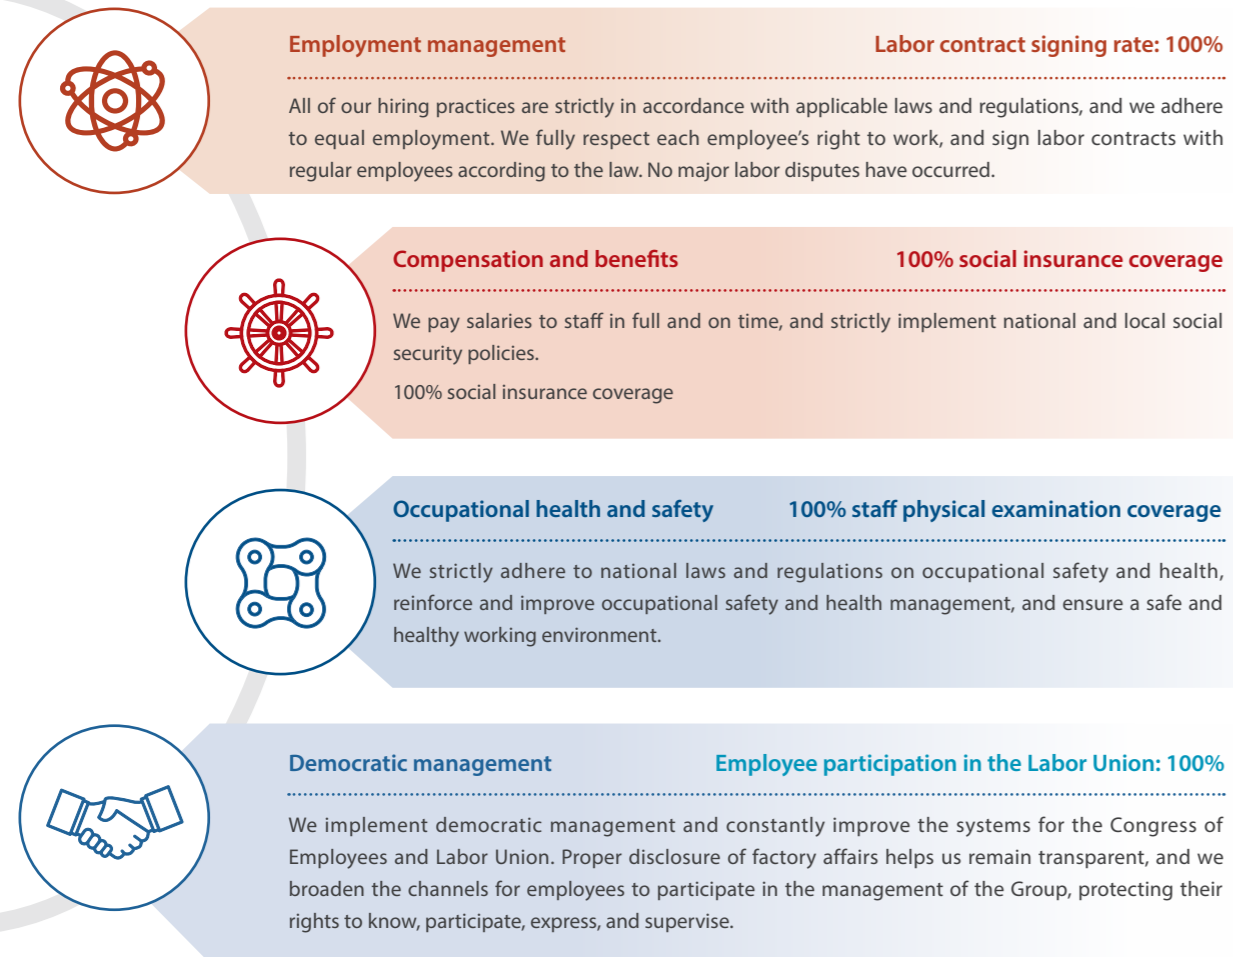 Employment management
Labor contract signing rate: 100%
All of our hiring practices are strictly in accordance with applicable laws and regulations, and we adhere
to equal employment. We fully respect each employee’s right to work, and sign labor contracts with
regular employees according to the law. No major labor disputes have occurred.
Compensation and benefits
100% social insurance coverage
We pay salaries to staff in full and on time, and strictly implement national and local social
security policies.
100% social insurance coverage
Occupational health and safety
100% staff physical examination coverage
We strictly adhere to national laws and regulations on occupational safety and health,
reinforce and improve occupational safety and health management, and ensure a safe and
healthy working environment.
Democratic management
Employee participation in the Labor Union: 100%
We implement democratic management and constantly improve the systems for the Congress of
Employees and Labor Union. Proper disclosure of factory affairs helps us remain transparent, and we
broaden the channels for employees to participate in the management of the Group, protecting their
rights to know, participate, express, and supervise.